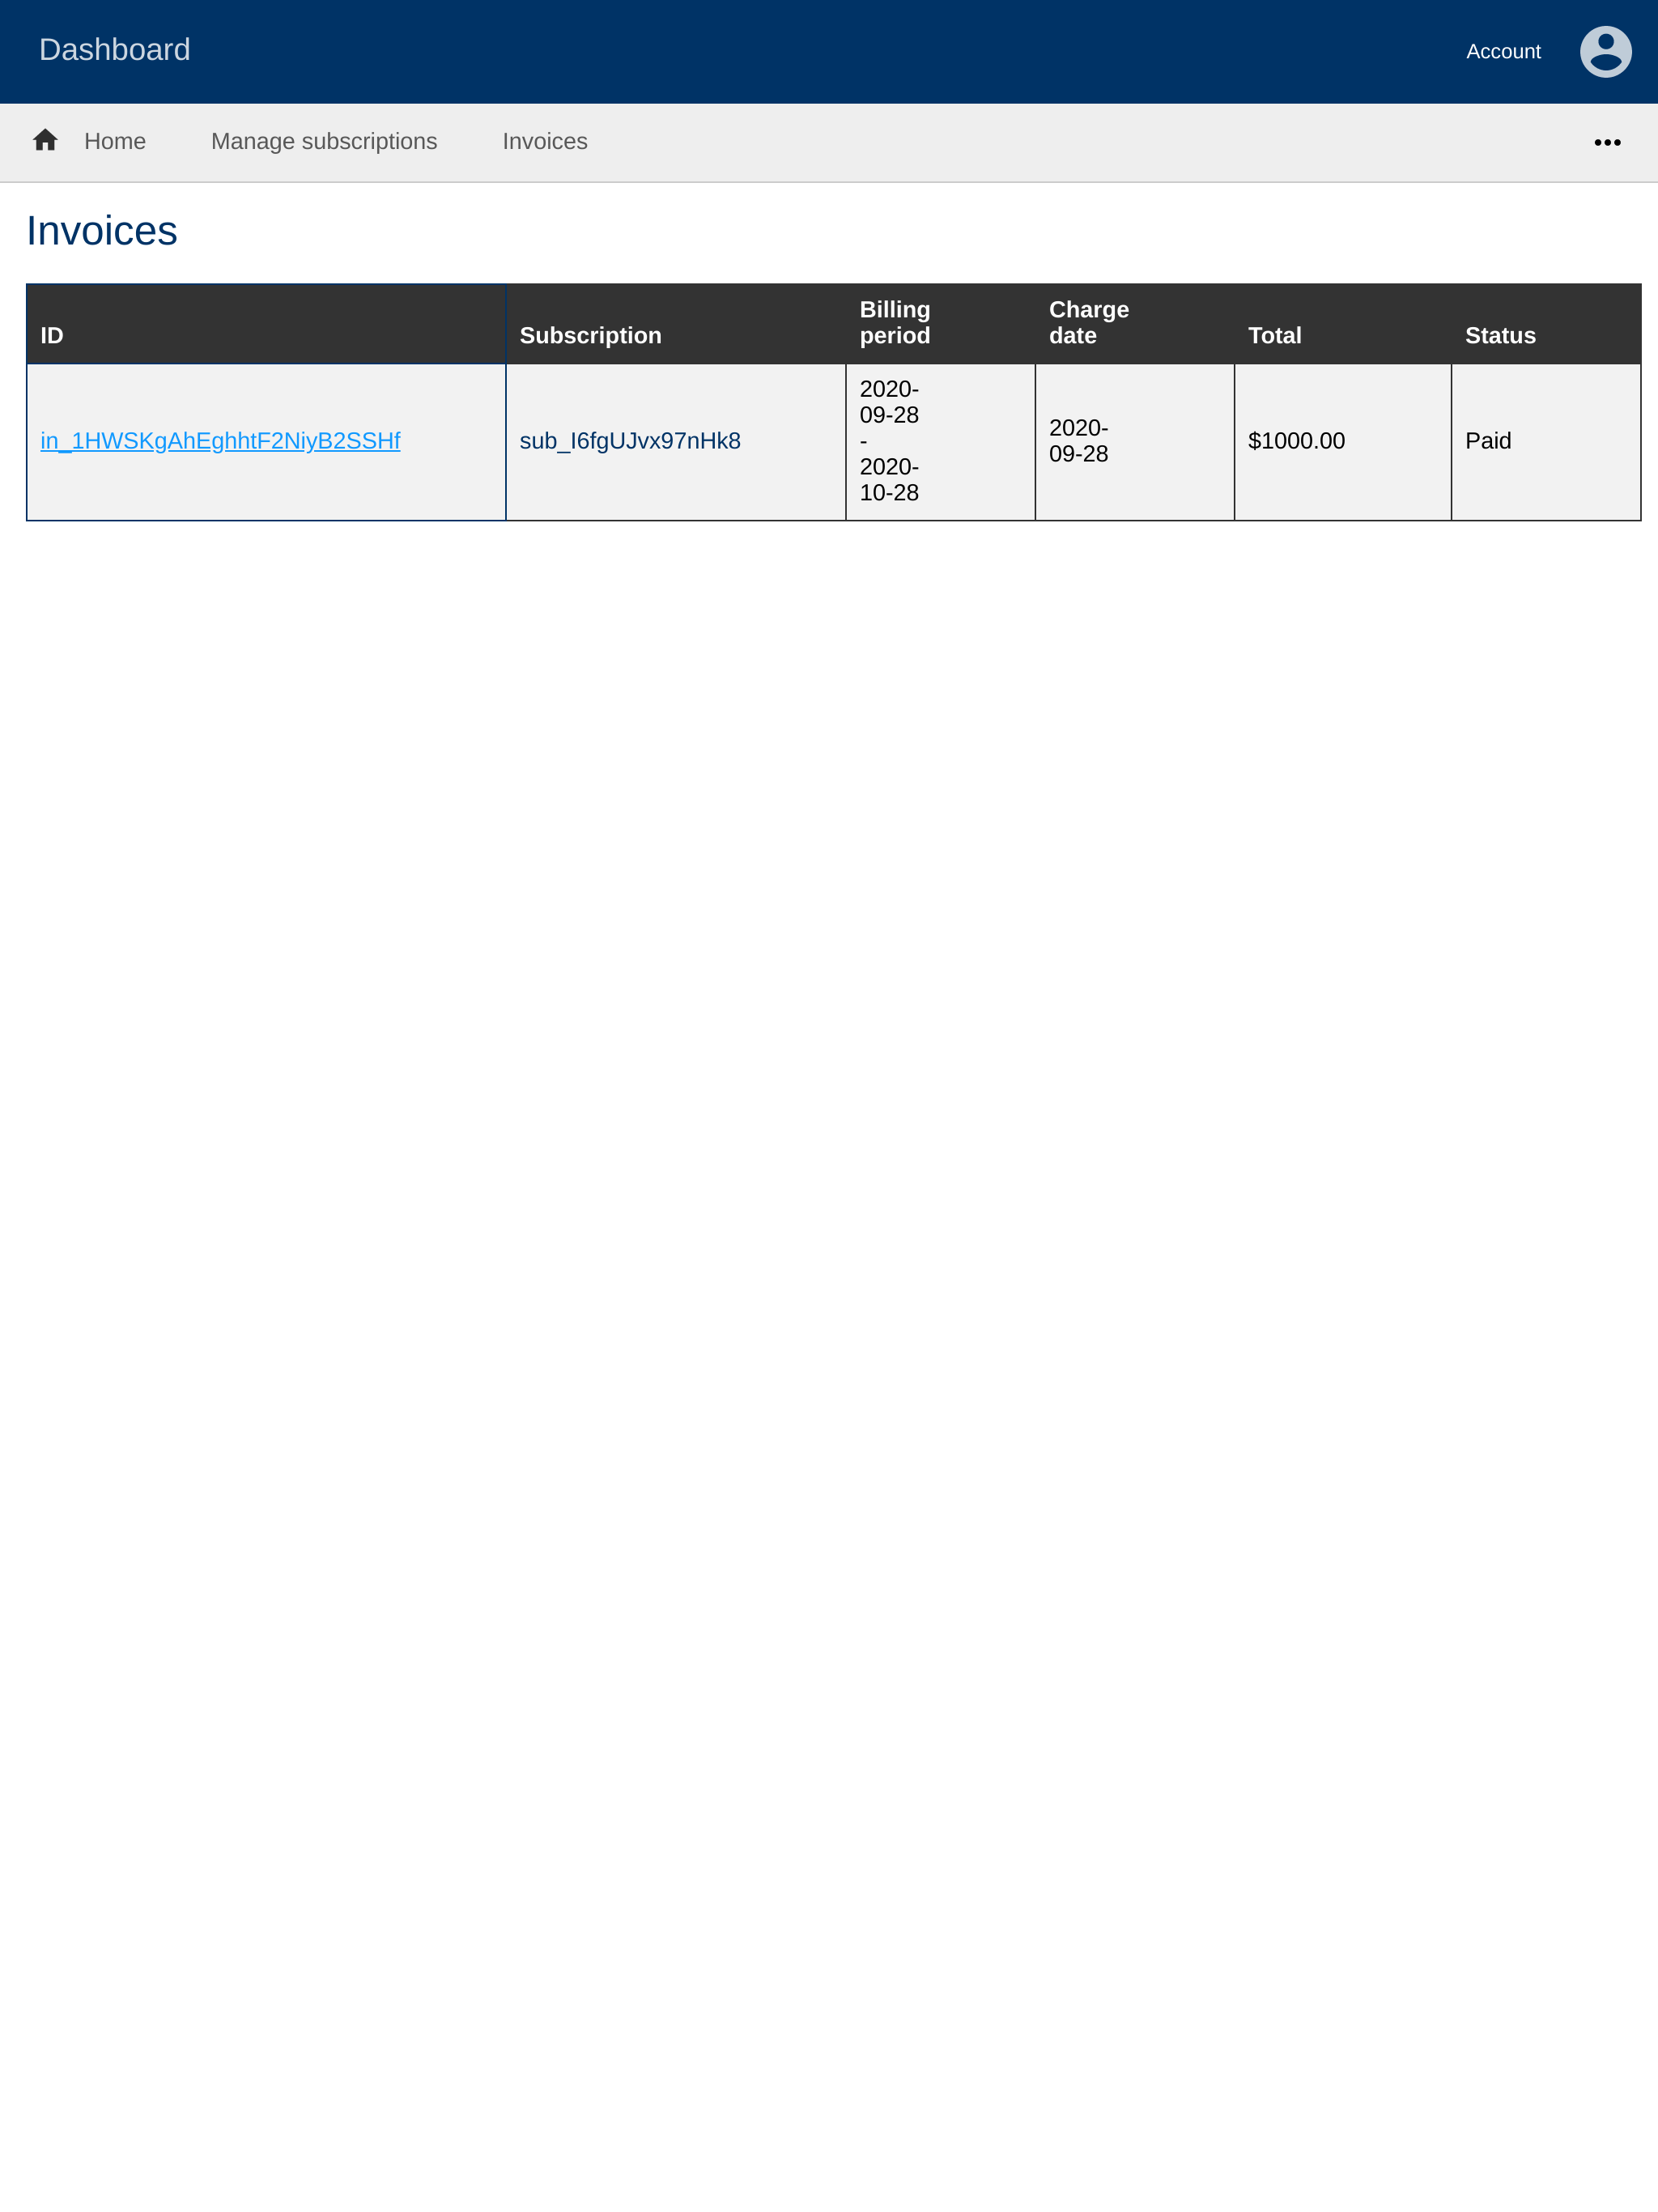 Dashboard
Account
Home Manage subscriptions Invoices
Invoices
ID Subscription Billing period Charge date Total Status
in_1HWSKgAhEghhtF2NiyB2SSHf
sub_I6fgUJvx97nHk8
2020-
09-28
-
2020-
10-28
2020-
09-28
$1000.00
Paid